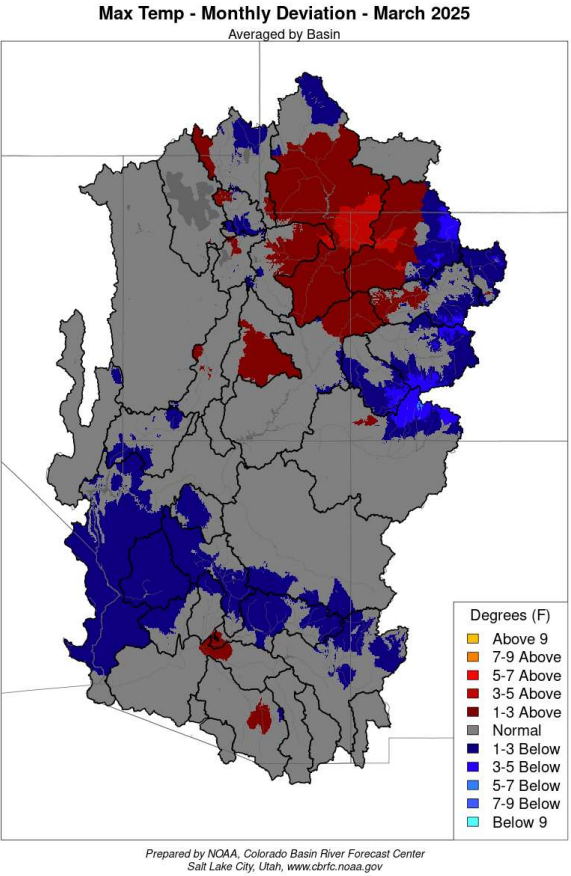 Max Temp - Monthly Deviation - March 2025
Averaged by Basin
Degrees (F)
Above 9
7-9 Above
5-7 Above
3-5 Above
1-3 Above
Normal
1-3 Below
3-5 Below
5-7 Below
7-9 Below
Below 9
Prepared by NOAA, Colorado Basin River Forecast Center
Salt Lake City, Utah, www.cbrfc.noaa.gov